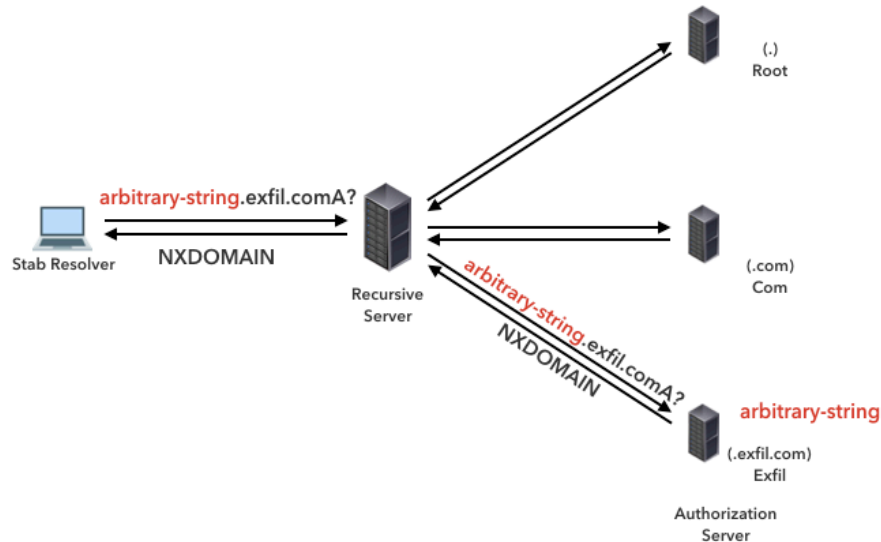 (.)
Root
arbitrary-string.exfil.comA?
NXDOMAIN
Stab Resolver
Recursive
Server
(.com)
Com
arbitrary-string.exfil.comA?
NXDOMAIN
arbitrary-string
(.exfil.com)
Exfil
Authorization
Server